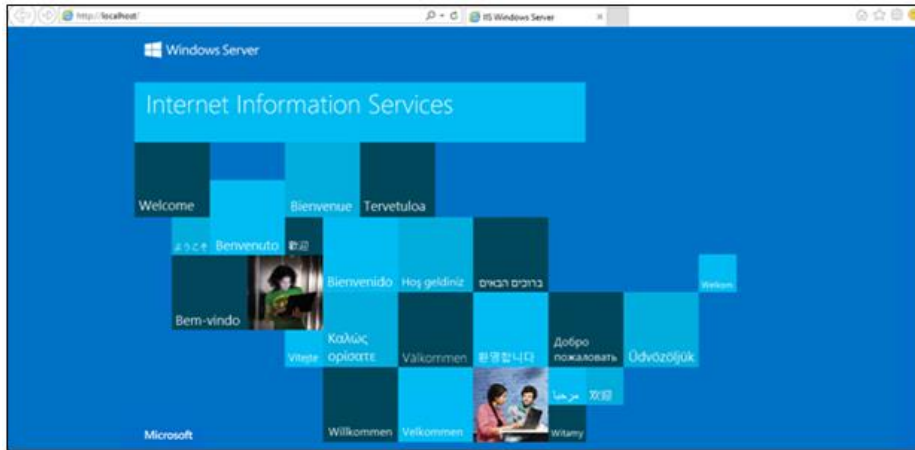 http://localhost/
IIS Windows Server
Windows Server
Internet Information Services
Welcome
Bienvenue
Tervetuloa
ようこそ
Benvenuto
歡迎
Bienvenido
Hoş geldiniz
ברוכים הבאים
Welkom
Bem-vindo
Vítejte
Καλώς
ορίσατε
Välkommen
환영합니다
Добро
пожаловать
Üdvözöljük
مرحبا
欢迎
Willkommen
Velkommen
Witamy
Microsoft